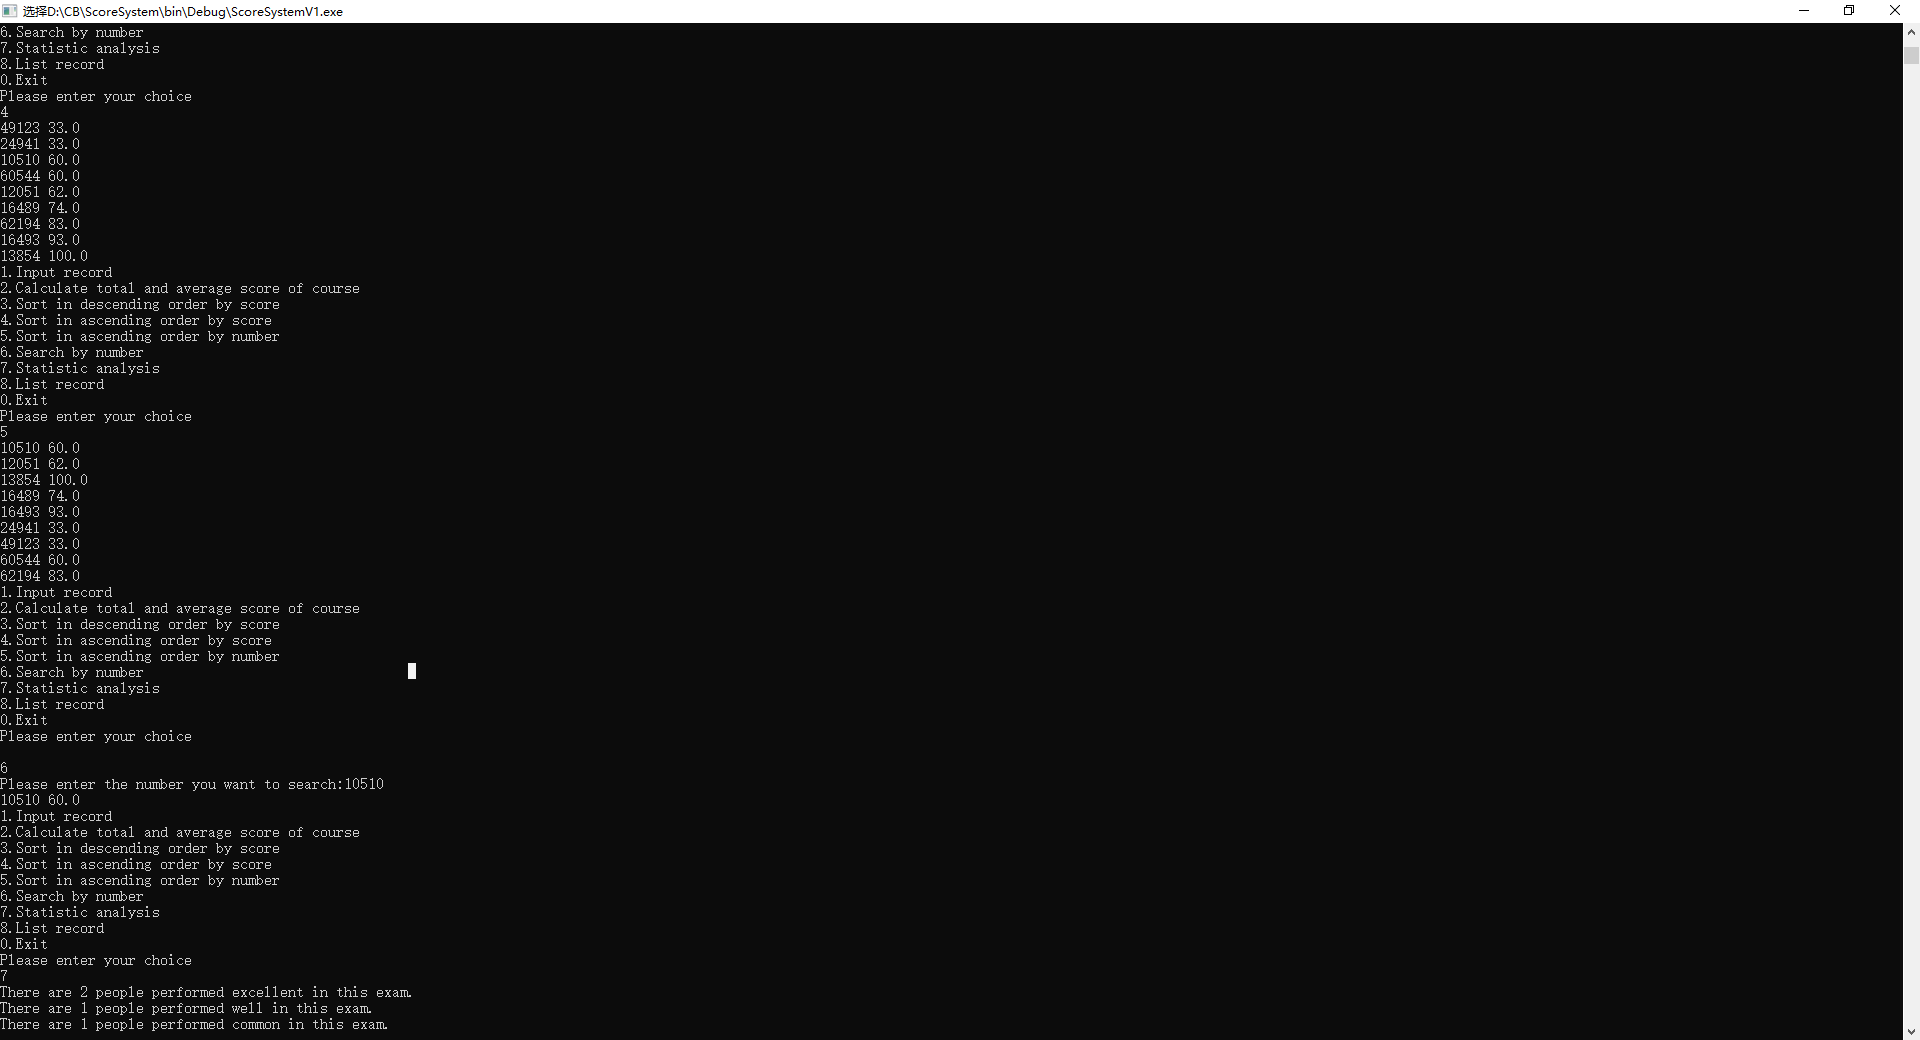 选择D:\CB\ScoreSystem\bin\Debug\ScoreSystemV1.exe
6.Search by number
7.Statistic analysis
8.List record
0.Exit
Please enter your choice
4
49123 33.0
24941 33.0
10510 60.0
60544 60.0
12051 62.0
16489 74.0
62194 83.0
16493 93.0
13854 100.0
1.Input record
2.Calculate total and average score of course
3.Sort in descending order by score
4.Sort in ascending order by score
5.Sort in ascending order by number
6.Search by number
7.Statistic analysis
8.List record
0.Exit
Please enter your choice
5
10510 60.0
12051 62.0
13854 100.0
16489 74.0
16493 93.0
24941 33.0
49123 33.0
60544 60.0
62194 83.0
1.Input record
2.Calculate total and average score of course
3.Sort in descending order by score
4.Sort in ascending order by score
5.Sort in ascending order by number
6.Search by number
7.Statistic analysis
8.List record
0.Exit
Please enter your choice
6
Please enter the number you want to search:10510
10510 60.0
1.Input record
2.Calculate total and average score of course
3.Sort in descending order by score
4.Sort in ascending order by score
5.Sort in ascending order by number
6.Search by number
7.Statistic analysis
8.List record
0.Exit
Please enter your choice
7
There are 2 people performed excellent in this exam.
There are 1 people performed well in this exam.
There are 1 people performed common in this exam.